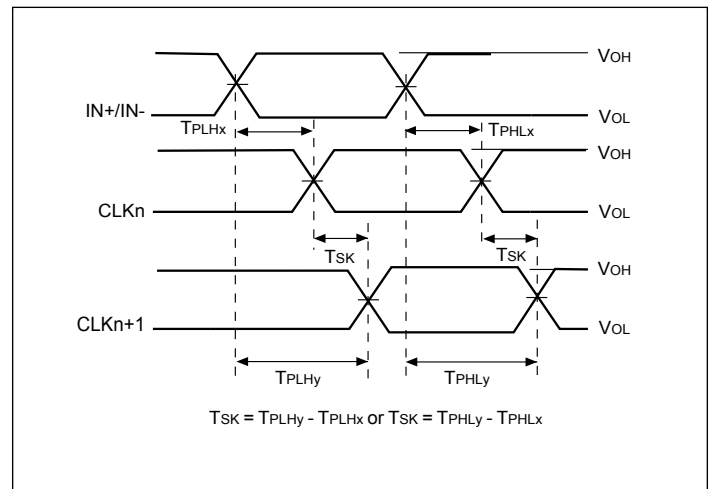 VOH
IN+/IN-
VOL
TPLHx
TPHLx
VOH
CLKn
VOL
TSK
TSK
VOH
CLKn+1
VOL
TPLHy
TPHLy
TSK = TPLHy - TPLHx or TSK = TPHLy - TPHLx